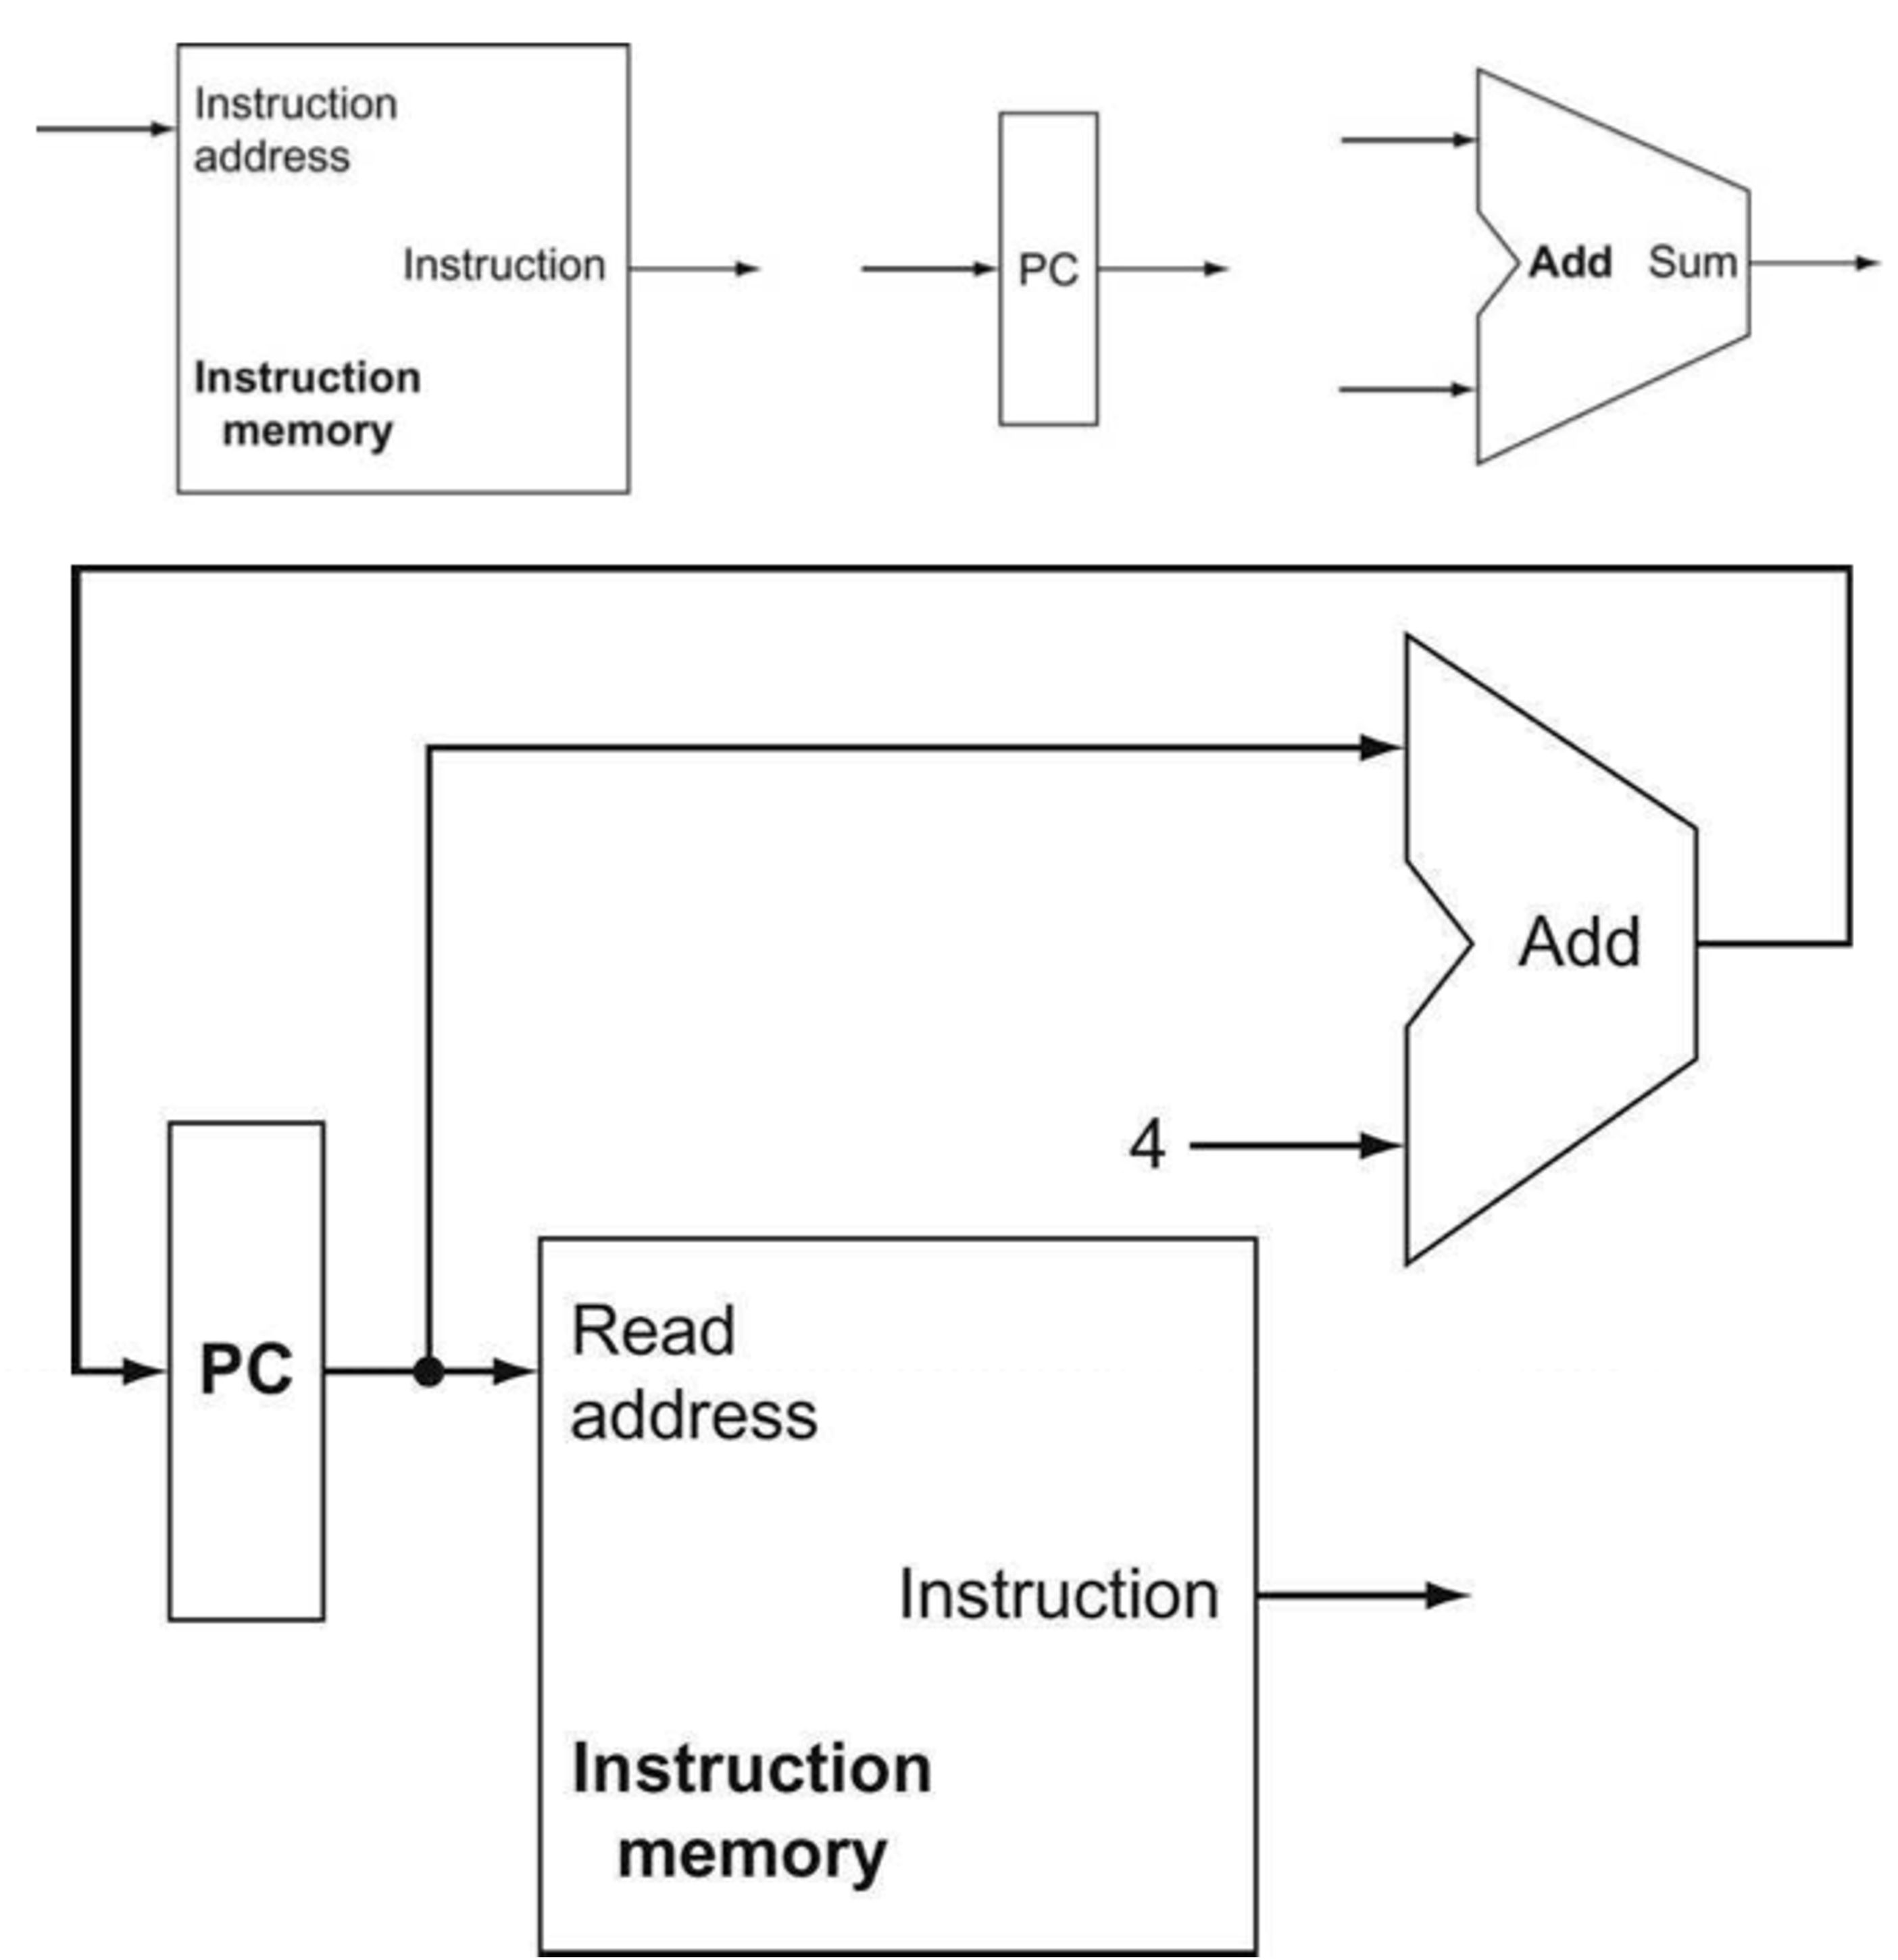 Instruction
address
Instruction
Instruction
memory
PC
Add Sum
Add
4
PC
Read
address
Instruction
Instruction
memory